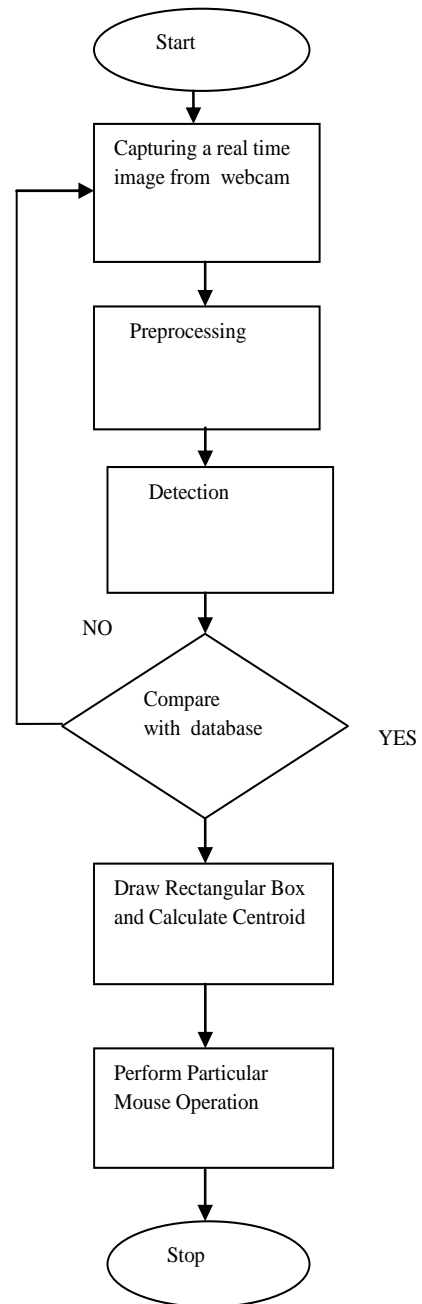 Start
Capturing a real time
image from webcam
Preprocessing
Detection
NO
Compare
with database
YES
Draw Rectangular Box
and Calculate Centroid
Perform Particular
Mouse Operation
Stop